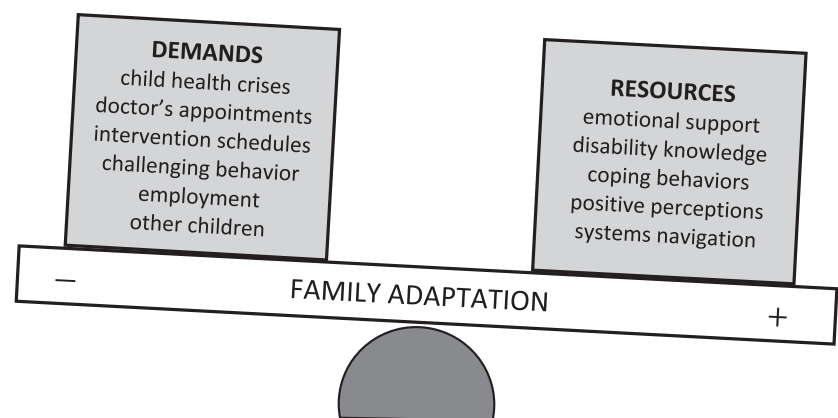 DEMANDS
child health crises
doctor’s appointments
intervention schedules
challenging behavior
employment
other children
RESOURCES
emotional support
disability knowledge
coping behaviors
positive perceptions
systems navigation
– FAMILY ADAPTATION +